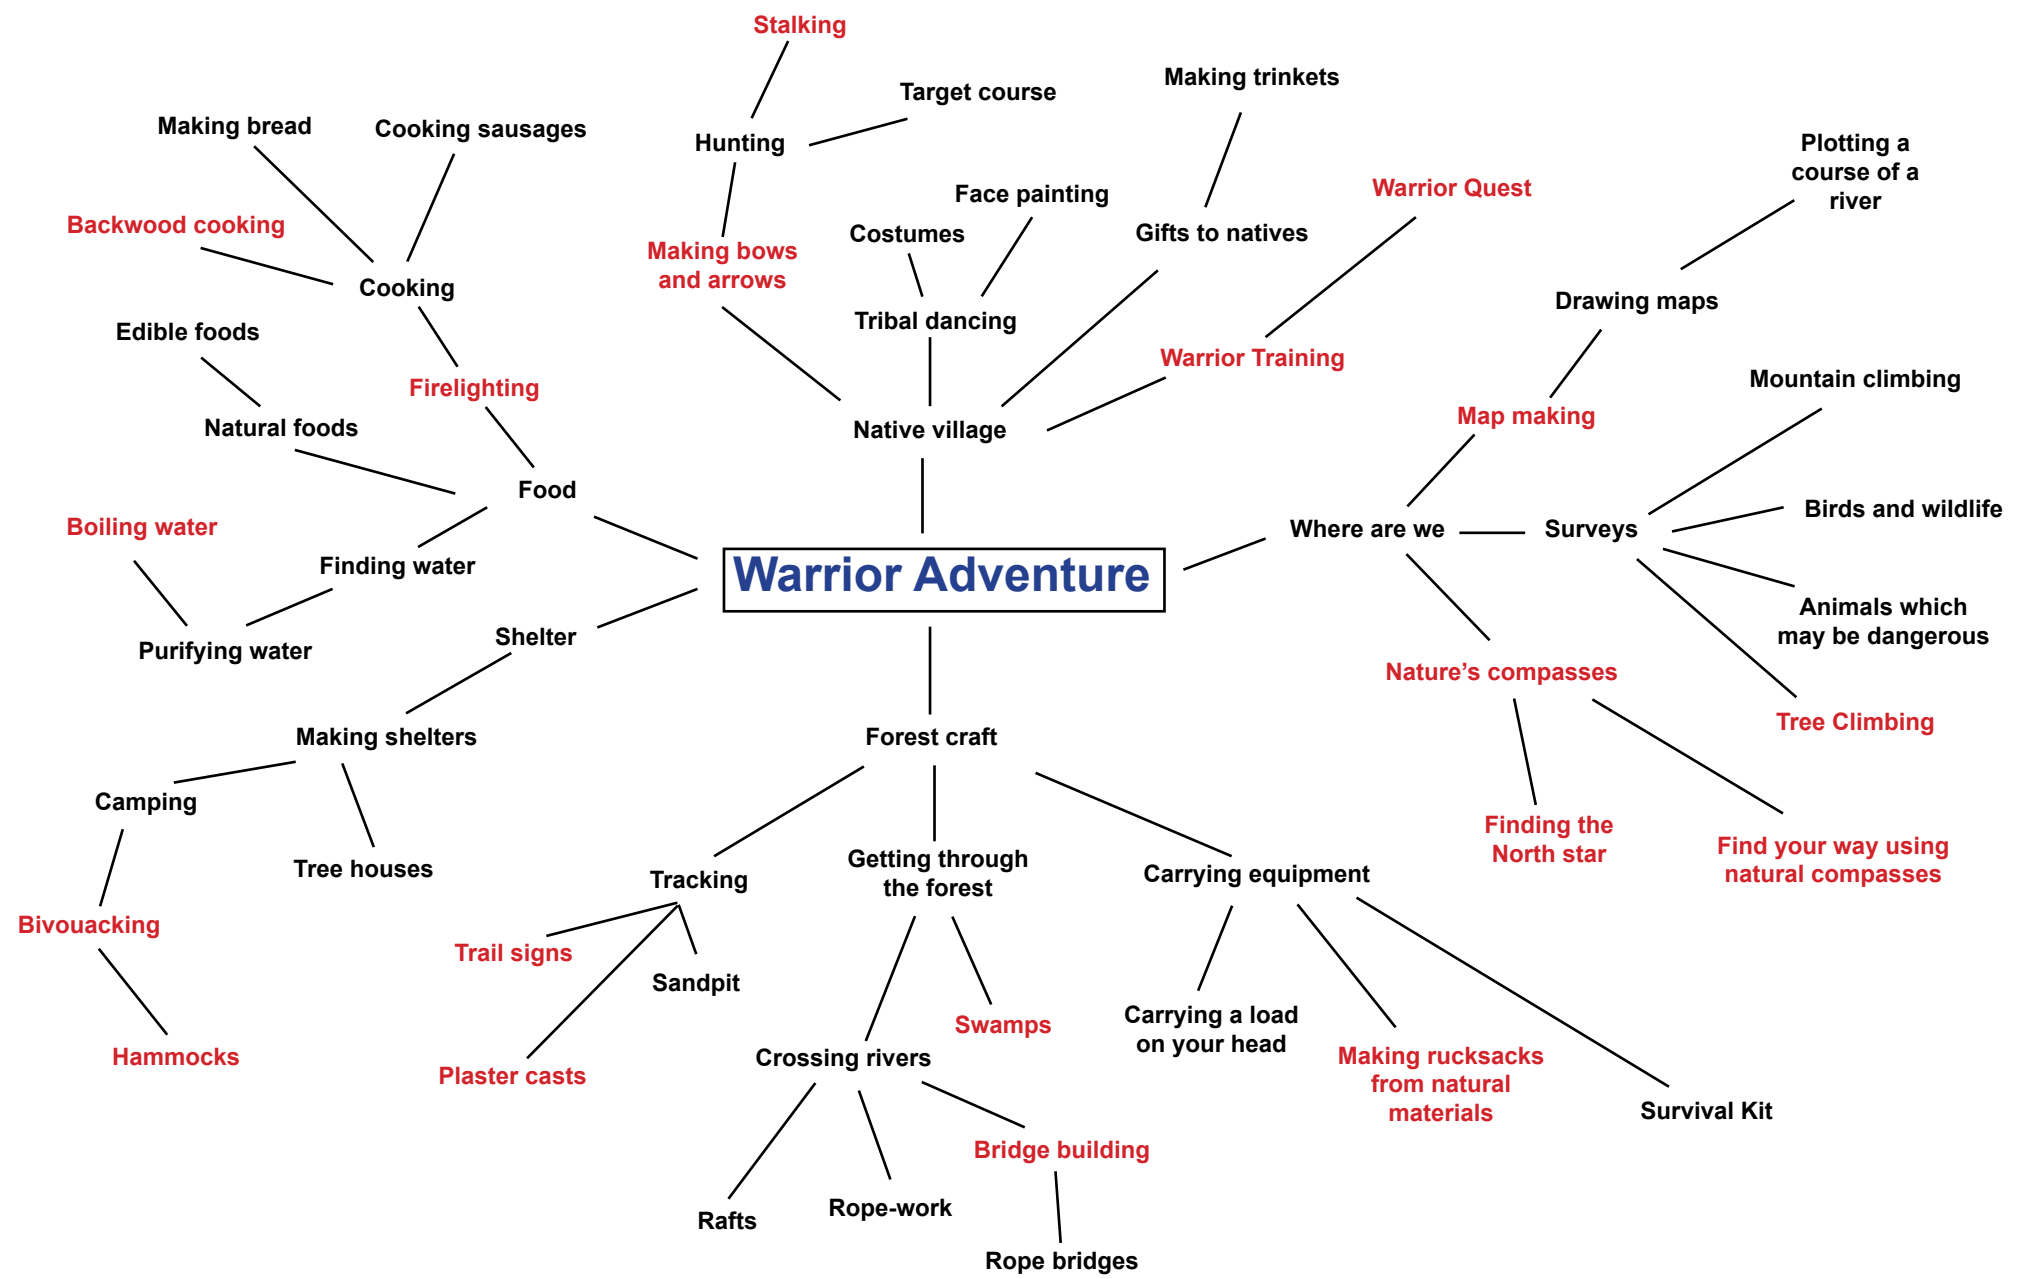 Stalking
Making trinkets
Target course
Making bread
Cooking sausages
Hunting
Plotting a
course of a
river
Face painting
Warrior Quest
Backwood cooking
Costumes
Gifts to natives
Making bows
and arrows
Cooking
Drawing maps
Edible foods
Tribal dancing
Warrior Training
Mountain climbing
Firelighting
Map making
Natural foods
Native village
Food
Birds and wildlife
Boiling water
Where are we
Surveys
Finding water
Warrior Adventure
Animals which
may be dangerous
Shelter
Purifying water
Nature’s compasses
Tree Climbing
Making shelters
Forest craft
Camping
Finding the
North star
Find your way using
natural compasses
Tree houses
Getting through
the forest
Tracking
Carrying equipment
Bivouacking
Trail signs
Sandpit
Swamps
Carrying a load
on your head
Hammocks
Crossing rivers
Making rucksacks
from natural
materials
Plaster casts
Survival Kit
Bridge building
Rope-work
Rafts
Rope bridges